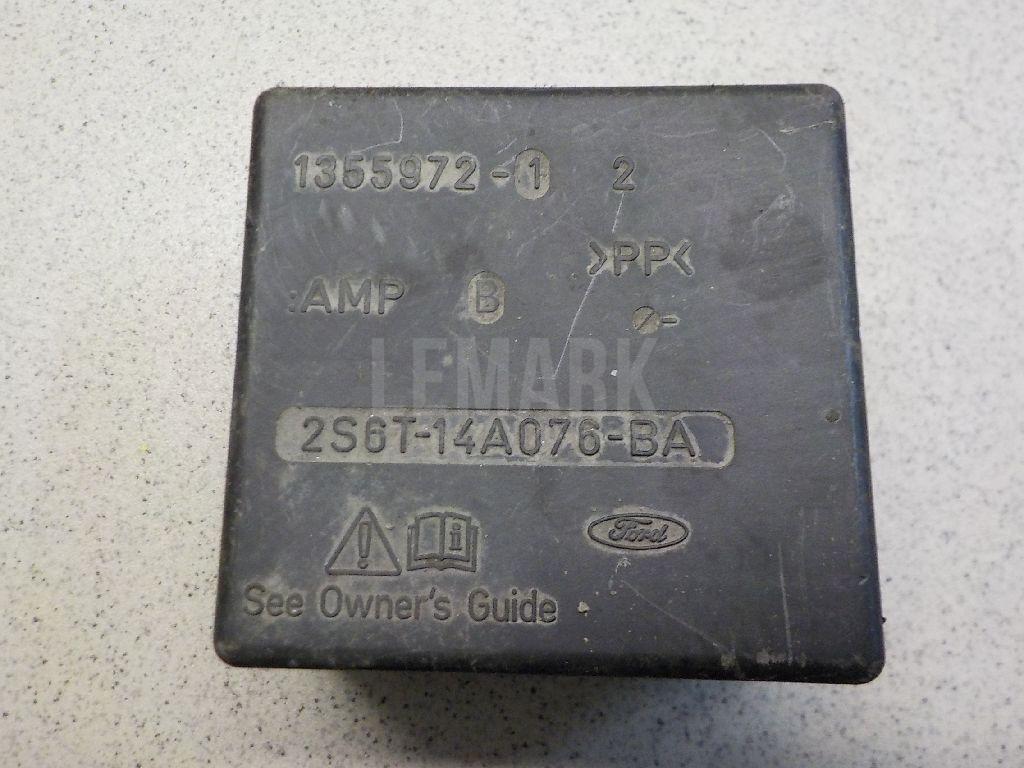 1355972-1 2
>PP<
:AMP B
LEMARK
2S6T-14A076-BA
Ford
See Owner's Guide